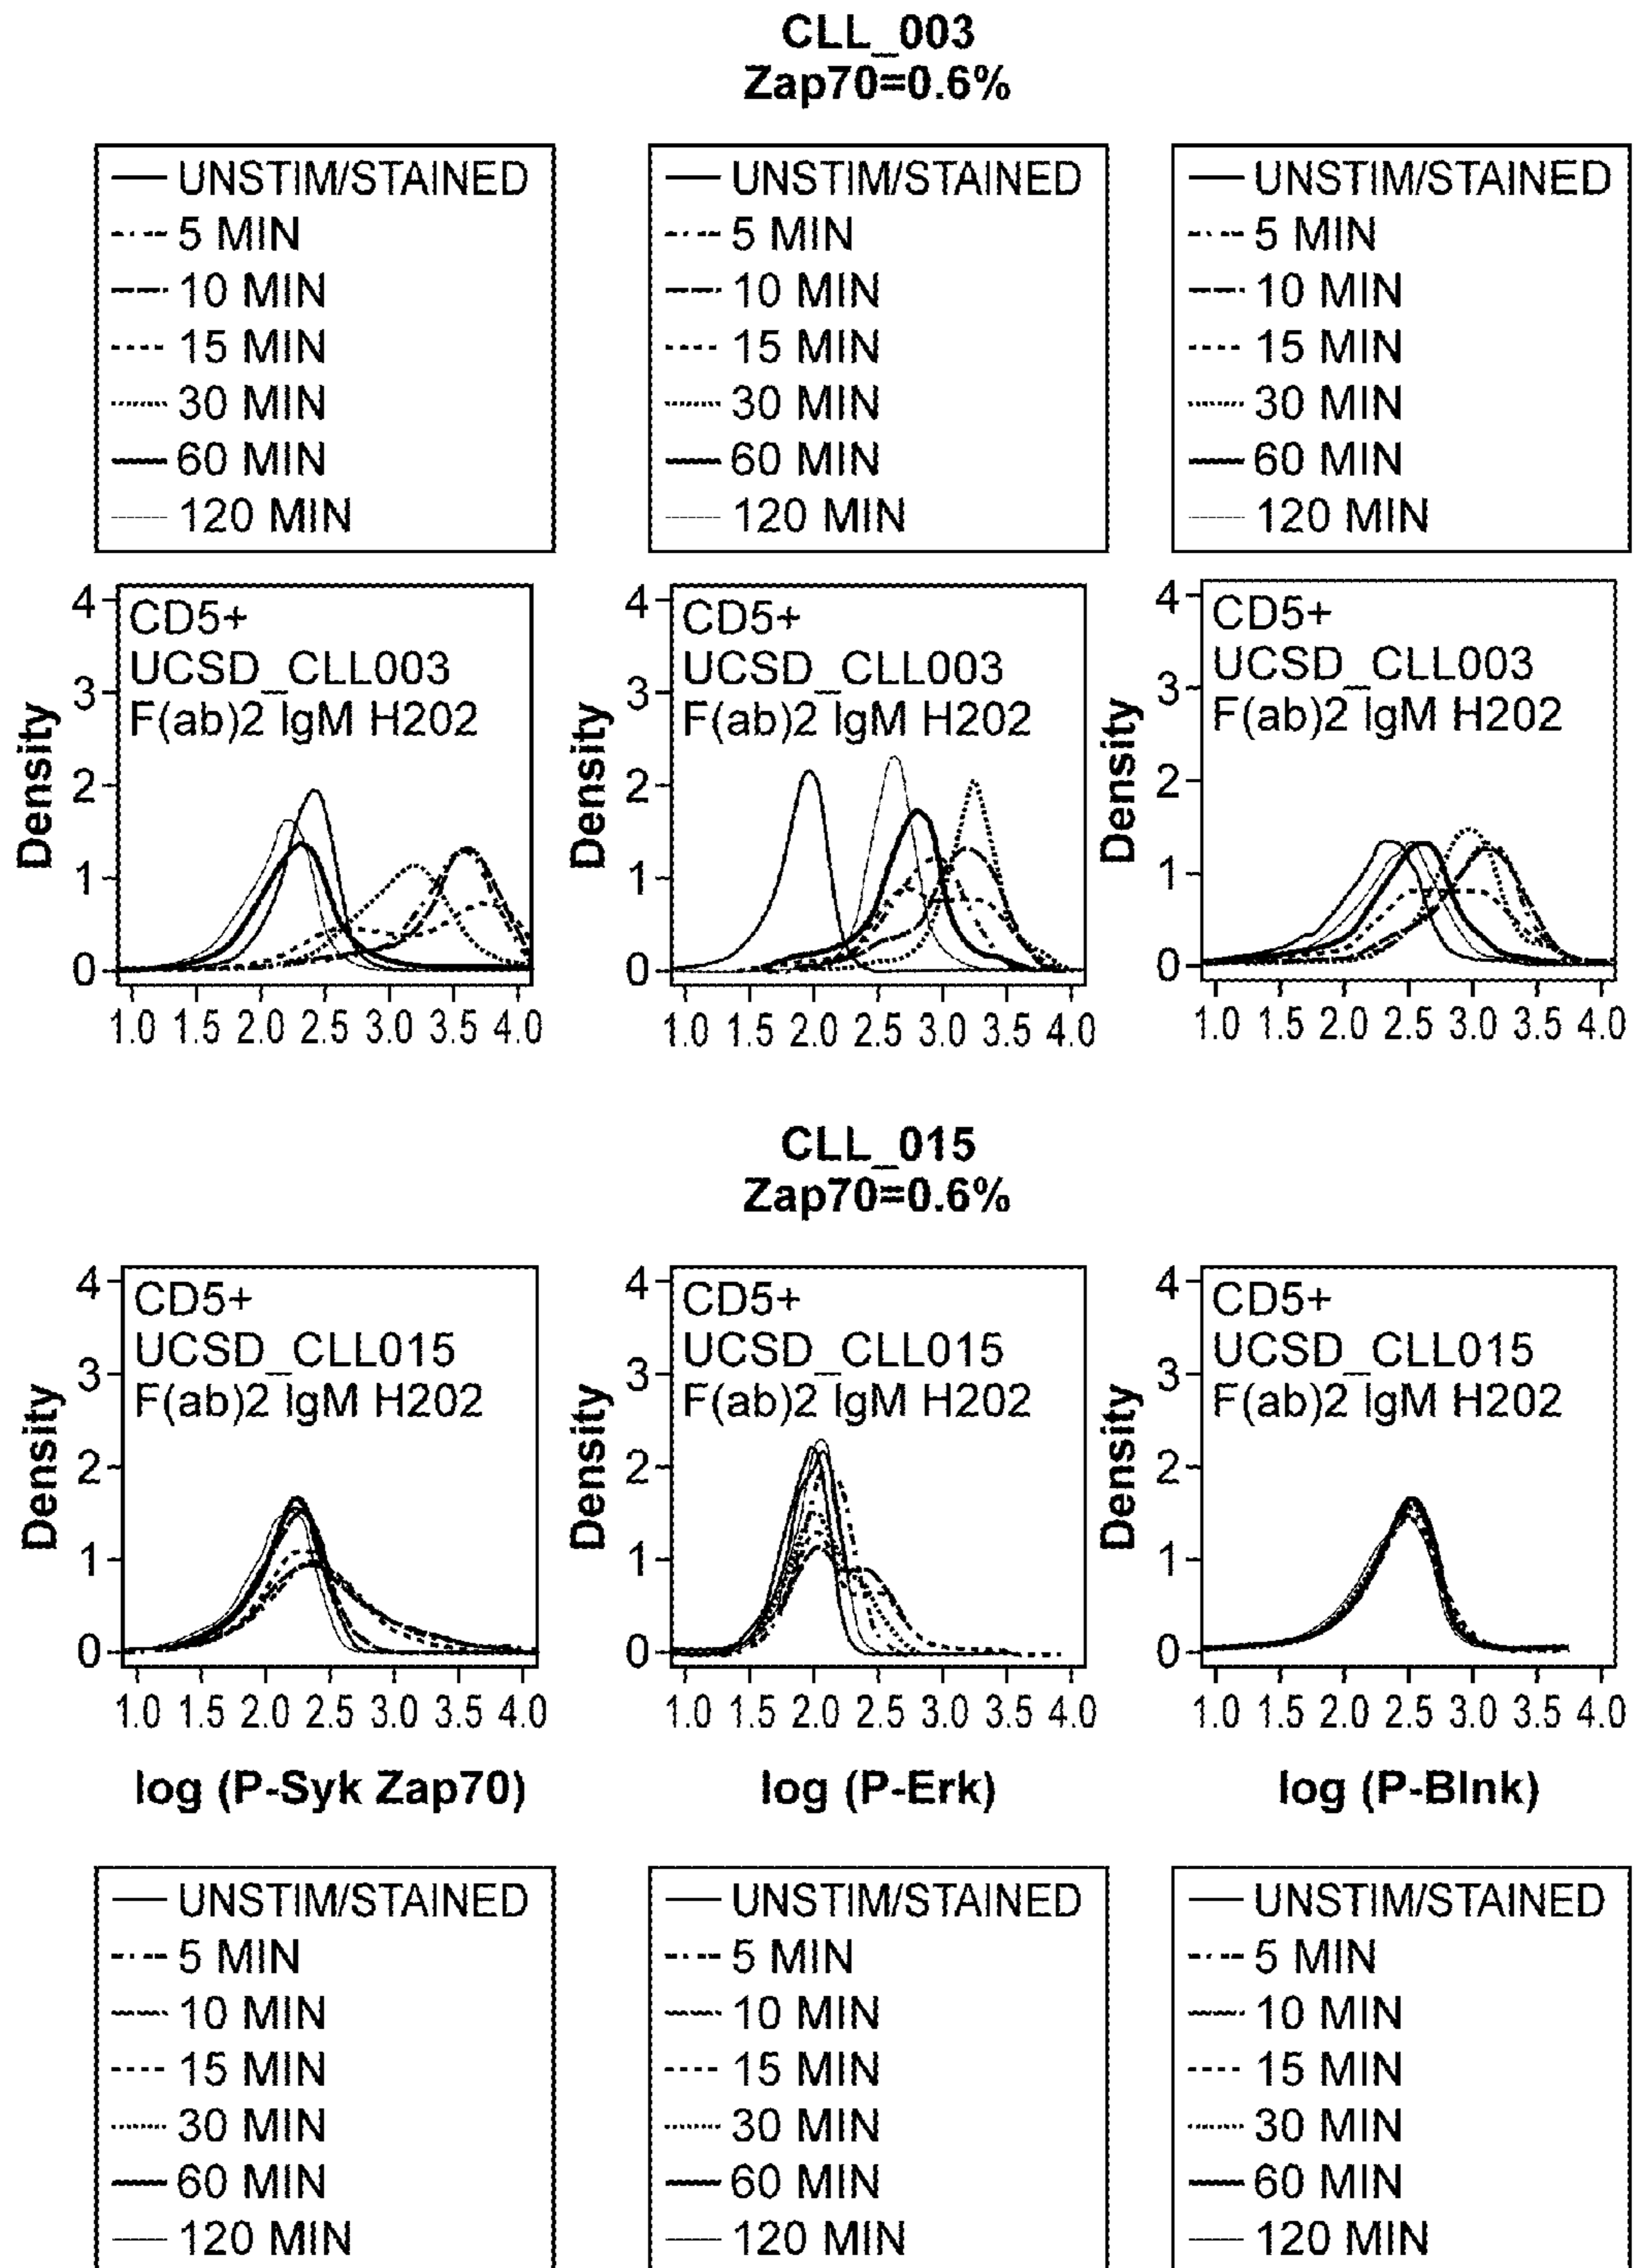 CLL_003
Zap70=0.6%
UNSTIM/STAINED
5 MIN
10 MIN
15 MIN
30 MIN
60 MIN
120 MIN
UNSTIM/STAINED
5 MIN
10 MIN
15 MIN
30 MIN
60 MIN
120 MIN
UNSTIM/STAINED
5 MIN
10 MIN
15 MIN
30 MIN
60 MIN
120 MIN
Density
4
3
2
1
0
CD5+
UCSD_CLL003
F(ab)2 IgM H202
1.0 1.5 2.0 2.5 3.0 3.5 4.0
Density
4
3
2
1
0
CD5+
UCSD_CLL003
F(ab)2 IgM H202
1.0 1.5 2.0 2.5 3.0 3.5 4.0
Density
4
3
2
1
0
CD5+
UCSD_CLL003
F(ab)2 IgM H202
1.0 1.5 2.0 2.5 3.0 3.5 4.0
CLL_015
Zap70=0.6%
Density
4
3
2
1
0
CD5+
UCSD_CLL015
F(ab)2 IgM H202
1.0 1.5 2.0 2.5 3.0 3.5 4.0
log (P-Syk Zap70)
Density
4
3
2
1
0
CD5+
UCSD_CLL015
F(ab)2 IgM H202
1.0 1.5 2.0 2.5 3.0 3.5 4.0
log (P-Erk)
Density
4
3
2
1
0
CD5+
UCSD_CLL015
F(ab)2 IgM H202
1.0 1.5 2.0 2.5 3.0 3.5 4.0
log (P-Blnk)
UNSTIM/STAINED
5 MIN
10 MIN
15 MIN
30 MIN
60 MIN
120 MIN
UNSTIM/STAINED
5 MIN
10 MIN
15 MIN
30 MIN
60 MIN
120 MIN
UNSTIM/STAINED
5 MIN
10 MIN
15 MIN
30 MIN
60 MIN
120 MIN